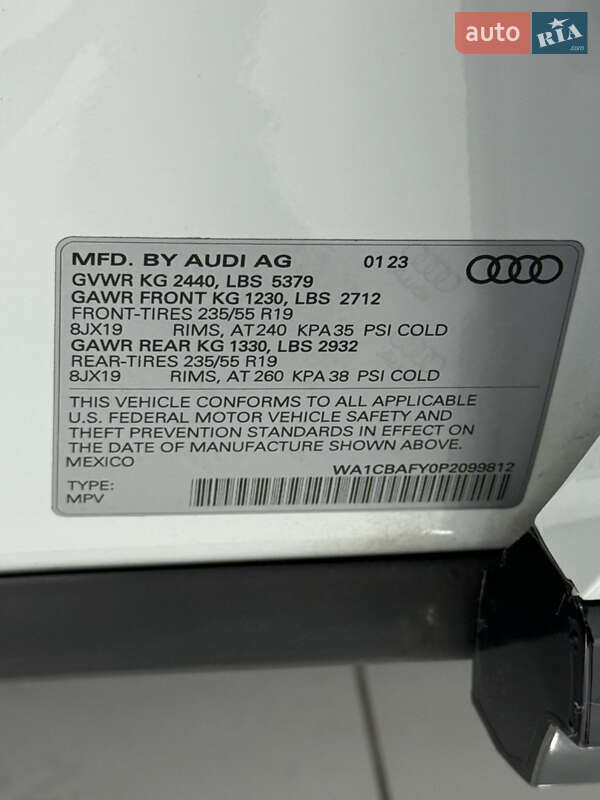 auto RIA.com
MFD. BY AUDI AG 01 23
GVWR KG 2440, LBS 5379
GAWR FRONT KG 1230, LBS 2712
FRONT-TIRES 235/55 R19
8JX19 RIMS, AT 240 KPA 35 PSI COLD
GAWR REAR KG 1330, LBS 2932
REAR-TIRES 235/55 R19
8JX19 RIMS, AT 260 KPA 38 PSI COLD
THIS VEHICLE CONFORMS TO ALL APPLICABLE
U.S. FEDERAL MOTOR VEHICLE SAFETY AND
THEFT PREVENTION STANDARDS IN EFFECT ON
THE DATE OF MANUFACTURE SHOWN ABOVE.
MEXICO WA1CBAFY0P2099812
TYPE:
MPV